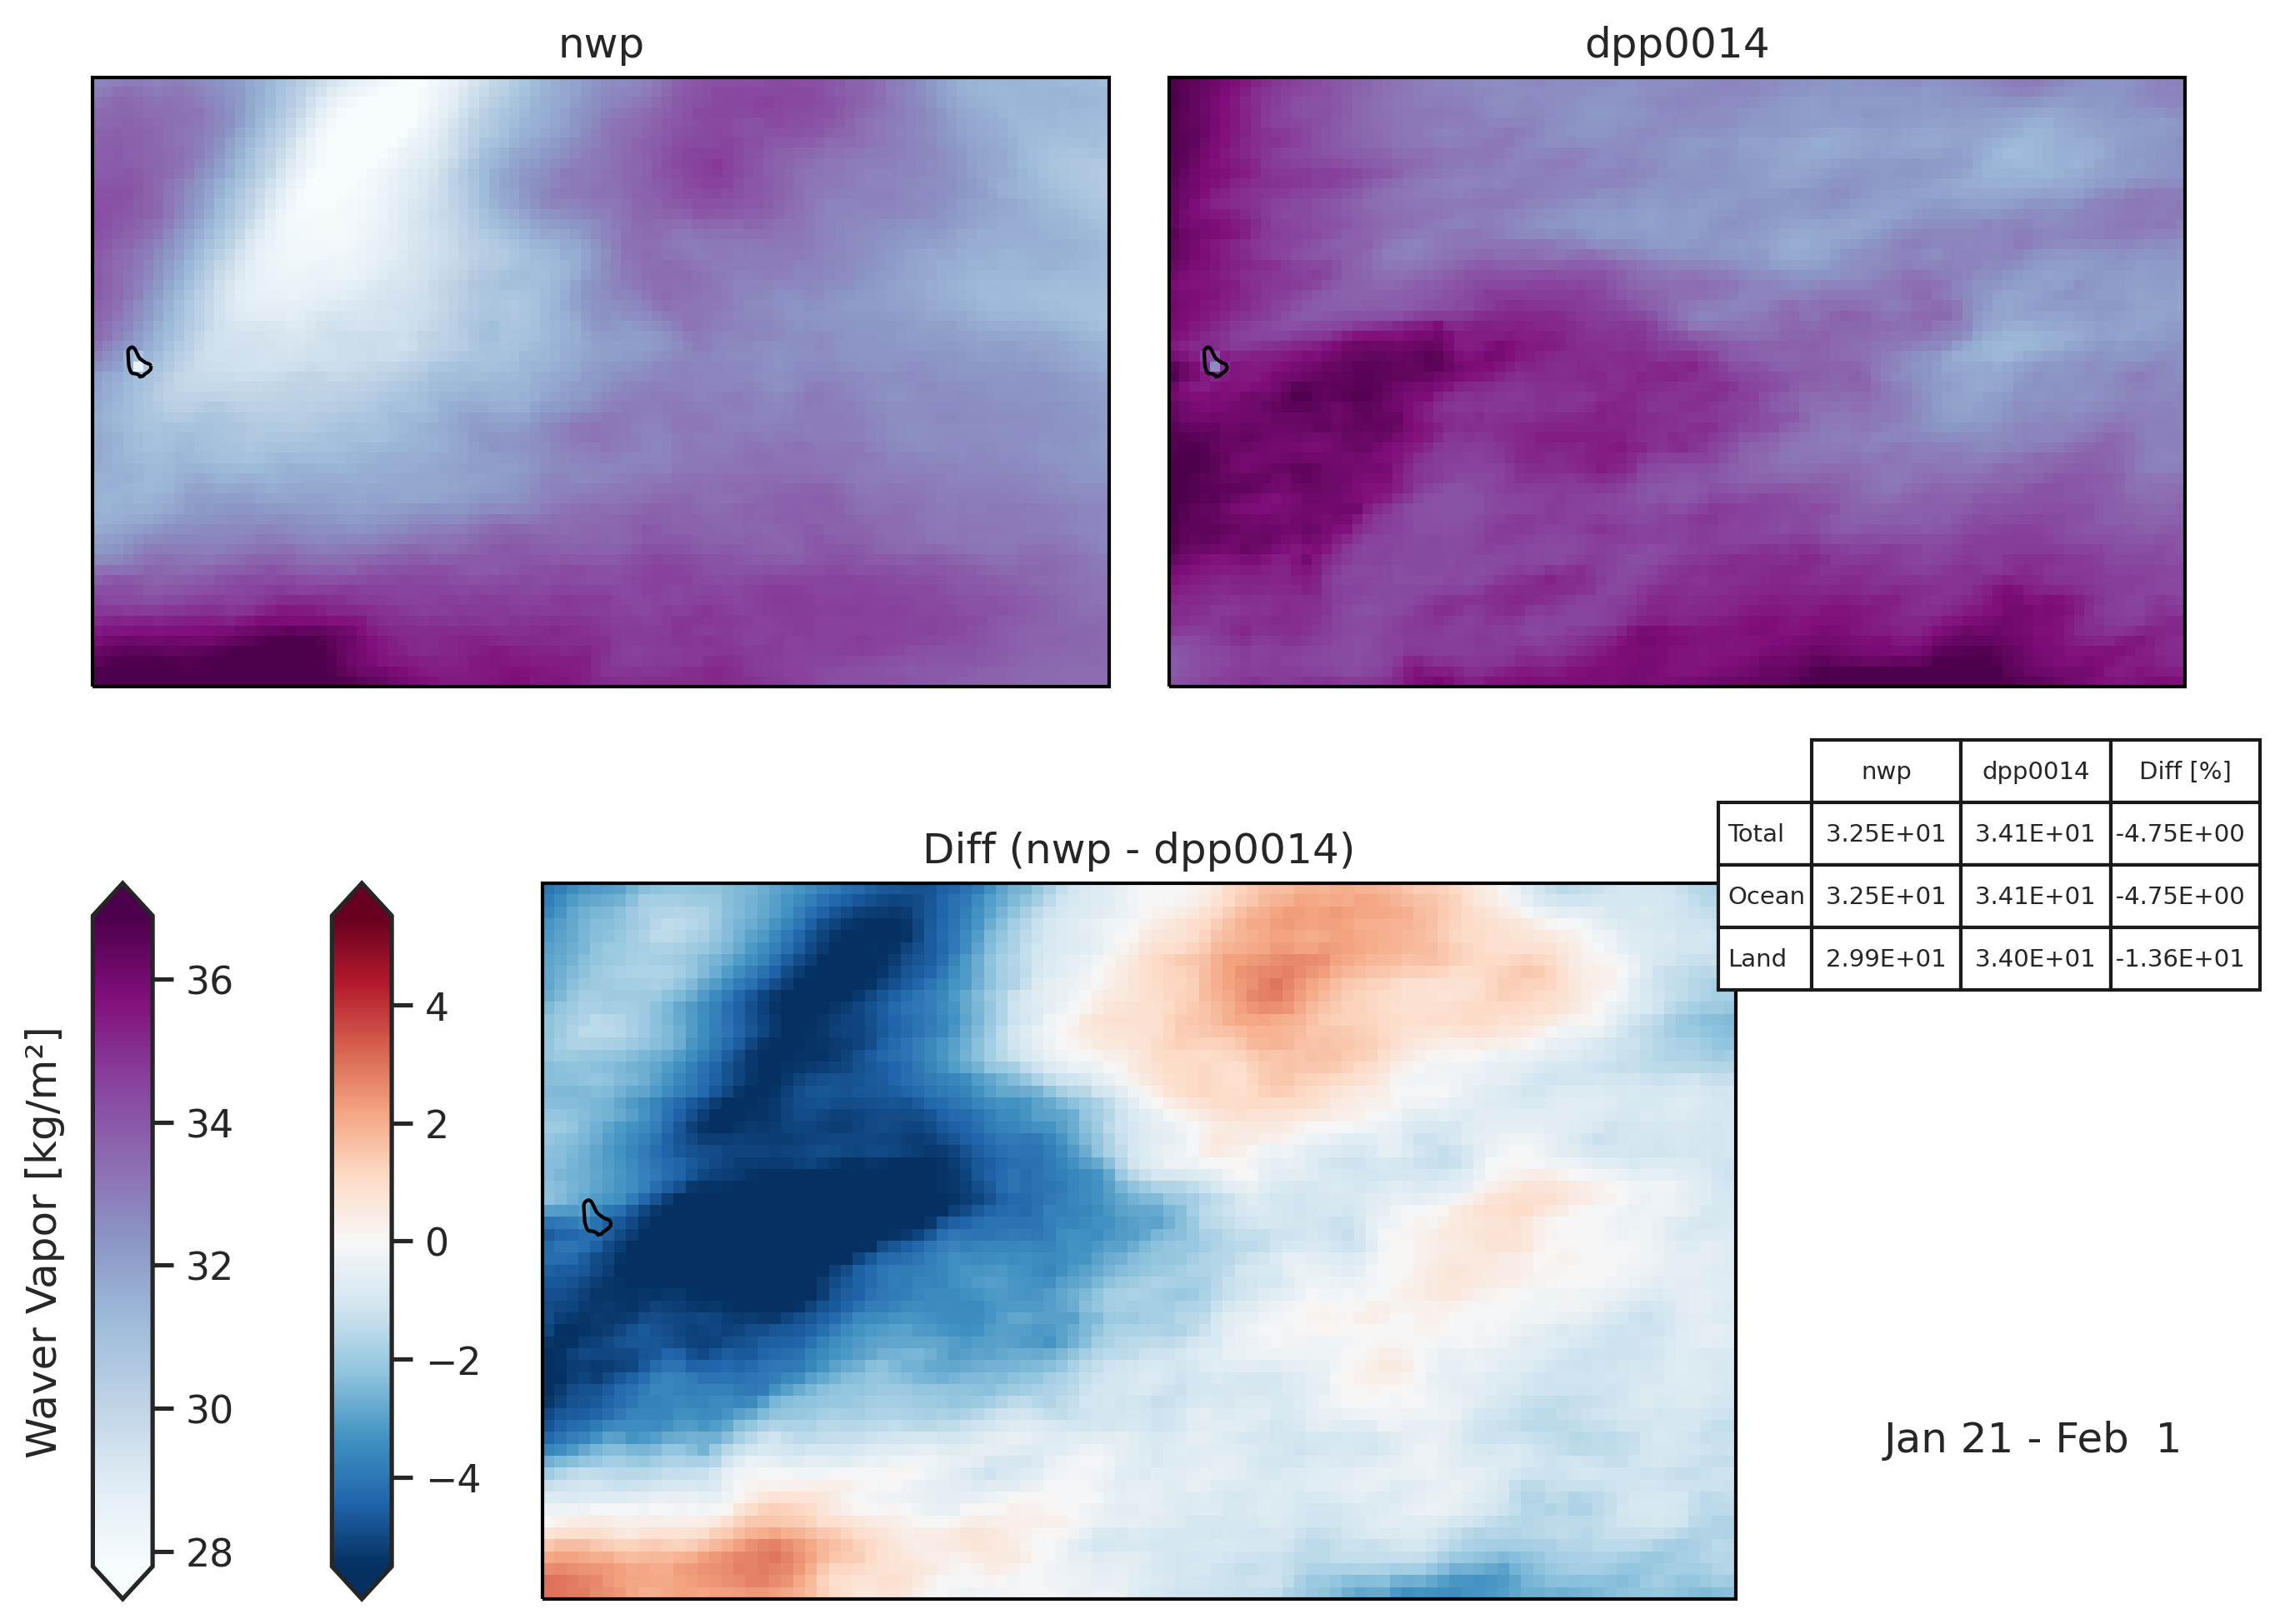 nwp
dpp0014
nwp dpp0014 Diff [%]
Total 3.25E+01 3.41E+01 -4.75E+00
Ocean 3.25E+01 3.41E+01 -4.75E+00
Land 2.99E+01 3.40E+01 -1.36E+01
Diff (nwp - dpp0014)
Waver Vapor [kg/m²]
36
34
32
30
28
4
2
0
−2
−4
Jan 21 - Feb  1